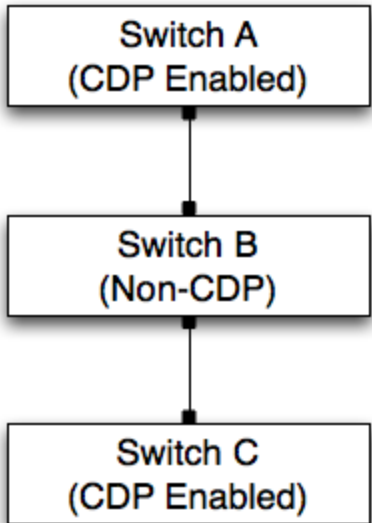 Switch A
(CDP Enabled)
Switch B
(Non-CDP)
Switch C
(CDP Enabled)